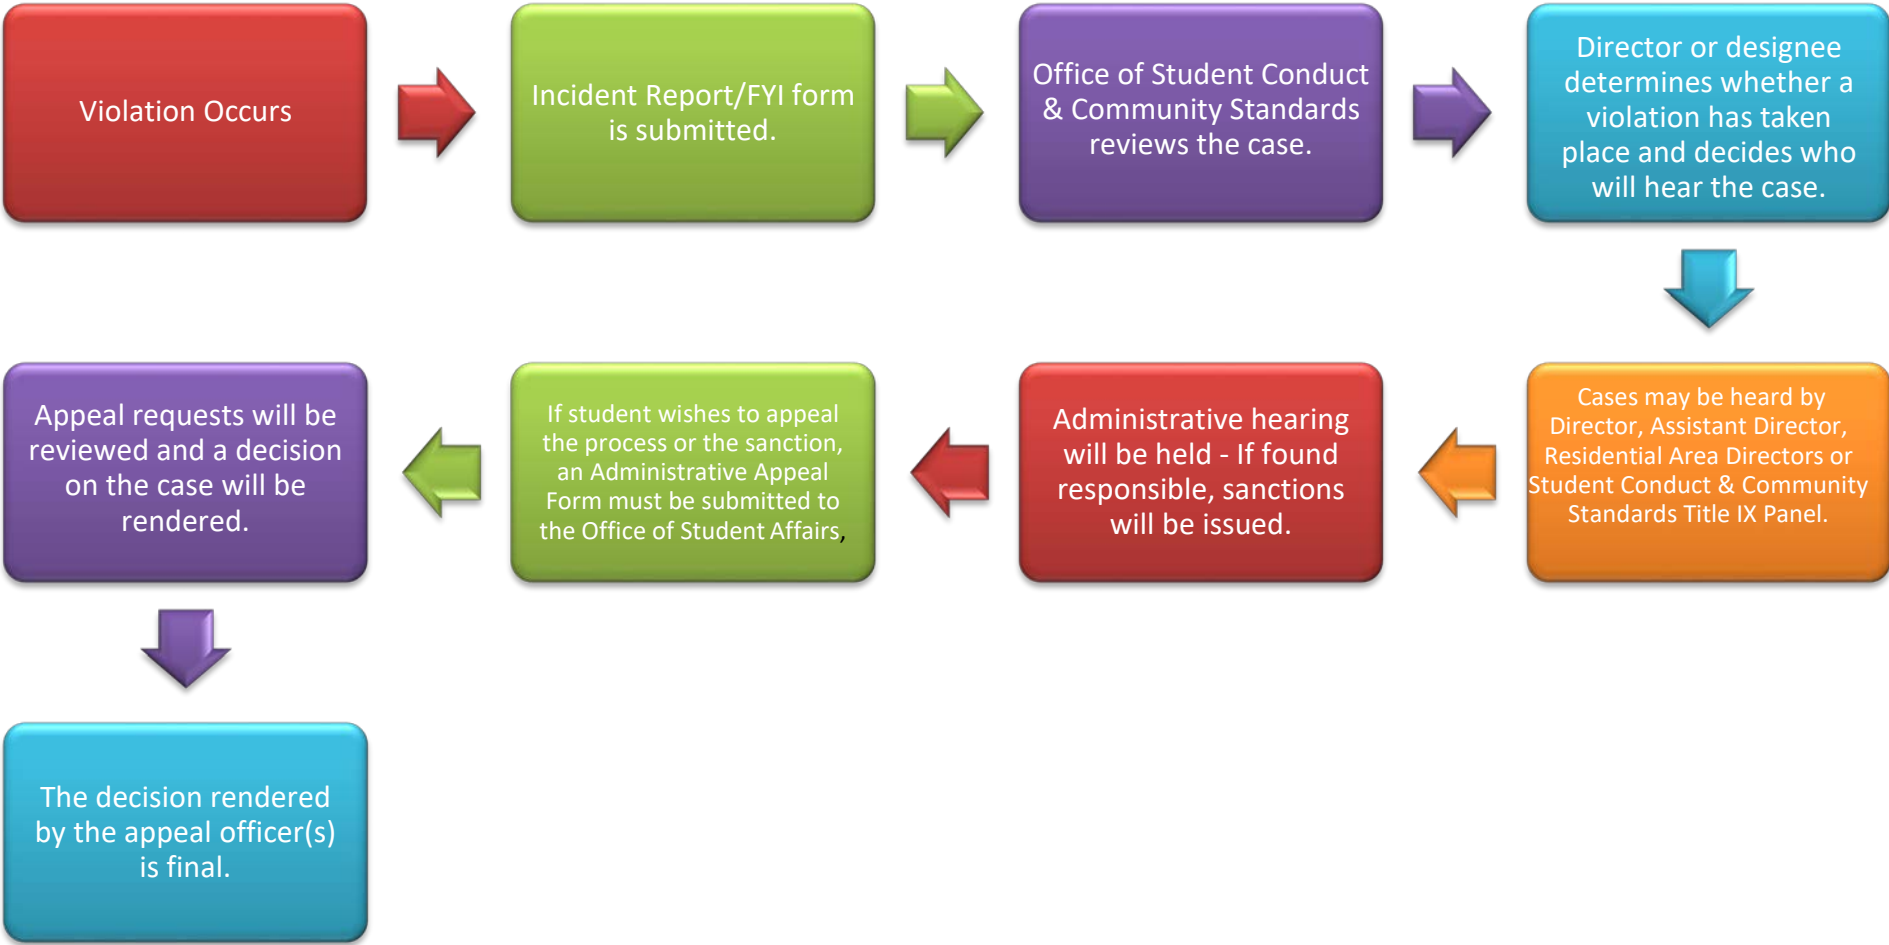 Violation Occurs
Incident Report/FYI form
is submitted.
Office of Student Conduct
& Community Standards
reviews the case.
Director or designee
determines whether a
violation has taken
place and decides who
will hear the case.
Cases may be heard by
Director, Assistant Director,
Residential Area Directors or
Student Conduct & Community
Standards Title IX Panel.
Administrative hearing
will be held - If found
responsible, sanctions
will be issued.
If student wishes to appeal
the process or the sanction,
an Administrative Appeal
Form must be submitted to
the Office of Student Affairs,
Appeal requests will be
reviewed and a decision
on the case will be
rendered.
The decision rendered
by the appeal officer(s)
is final.